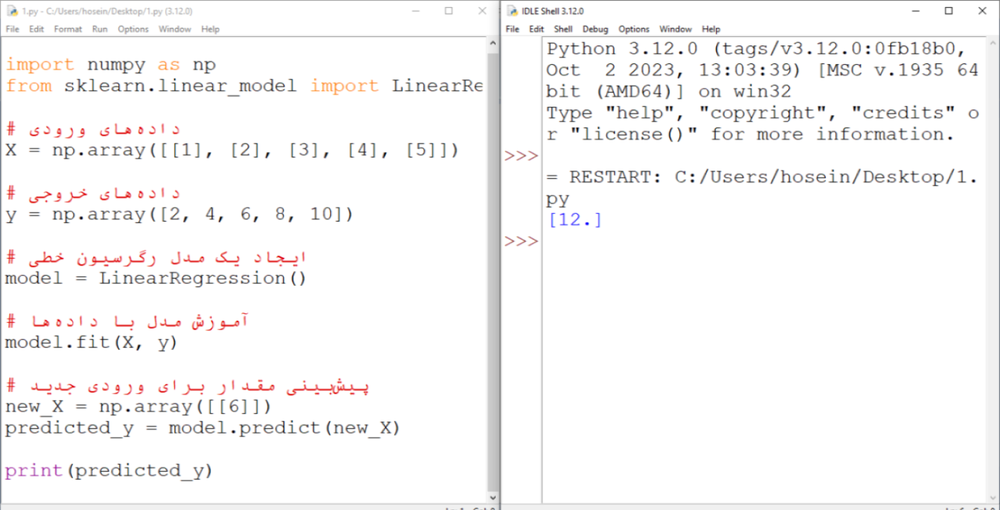 1.py - C:/Users/hosein/Desktop/1.py (3.12.0)
File Edit Format Run Options Window Help
import numpy as np
from sklearn.linear_model import LinearRe
# داده‌های ورودی
X = np.array([[1], [2], [3], [4], [5]])
# داده‌های خروجی
y = np.array([2, 4, 6, 8, 10])
# ایجاد یک مدل رگرسیون خطی
model = LinearRegression()
# آموزش مدل با داده‌ها
model.fit(X, y)
# پیش‌بینی مقدار برای ورودی جدید
new_X = np.array([[6]])
predicted_y = model.predict(new_X)
print(predicted_y)
IDLE Shell 3.12.0
File Edit Shell Debug Options Window Help
Python 3.12.0 (tags/v3.12.0:0fb18b0,
Oct  2 2023, 13:03:39) [MSC v.1935 64
bit (AMD64)] on win32
Type "help", "copyright", "credits" o
r "license()" for more information.
>>>
= RESTART: C:/Users/hosein/Desktop/1.
py
[12.]
>>>